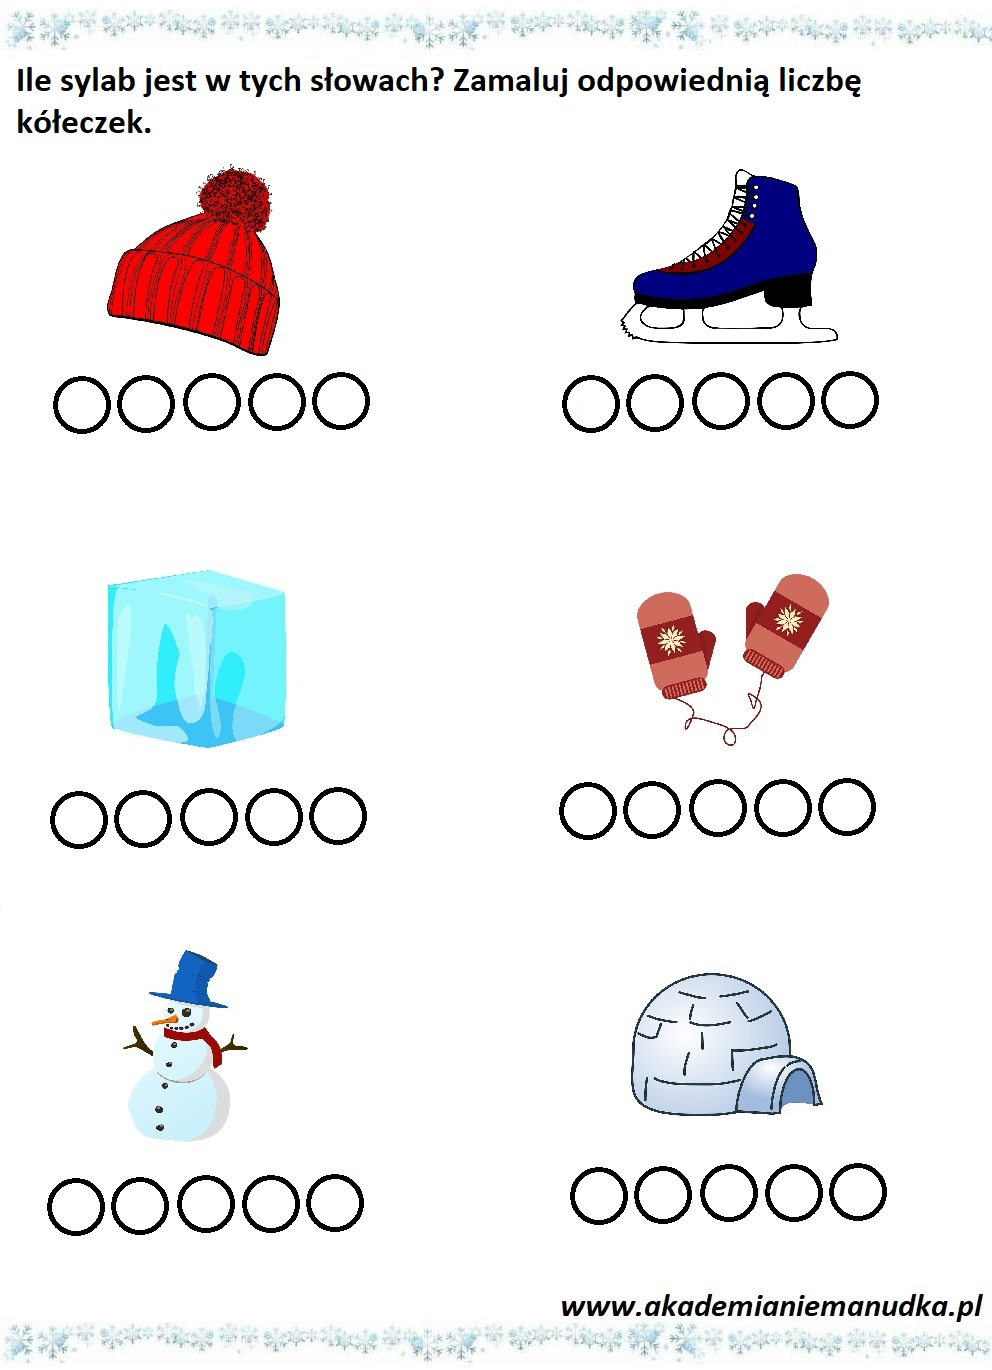 Ile sylab jest w tych słowach? Zamaluj odpowiednią liczbę
kółeczek.
www.akademianiemanudka.pl